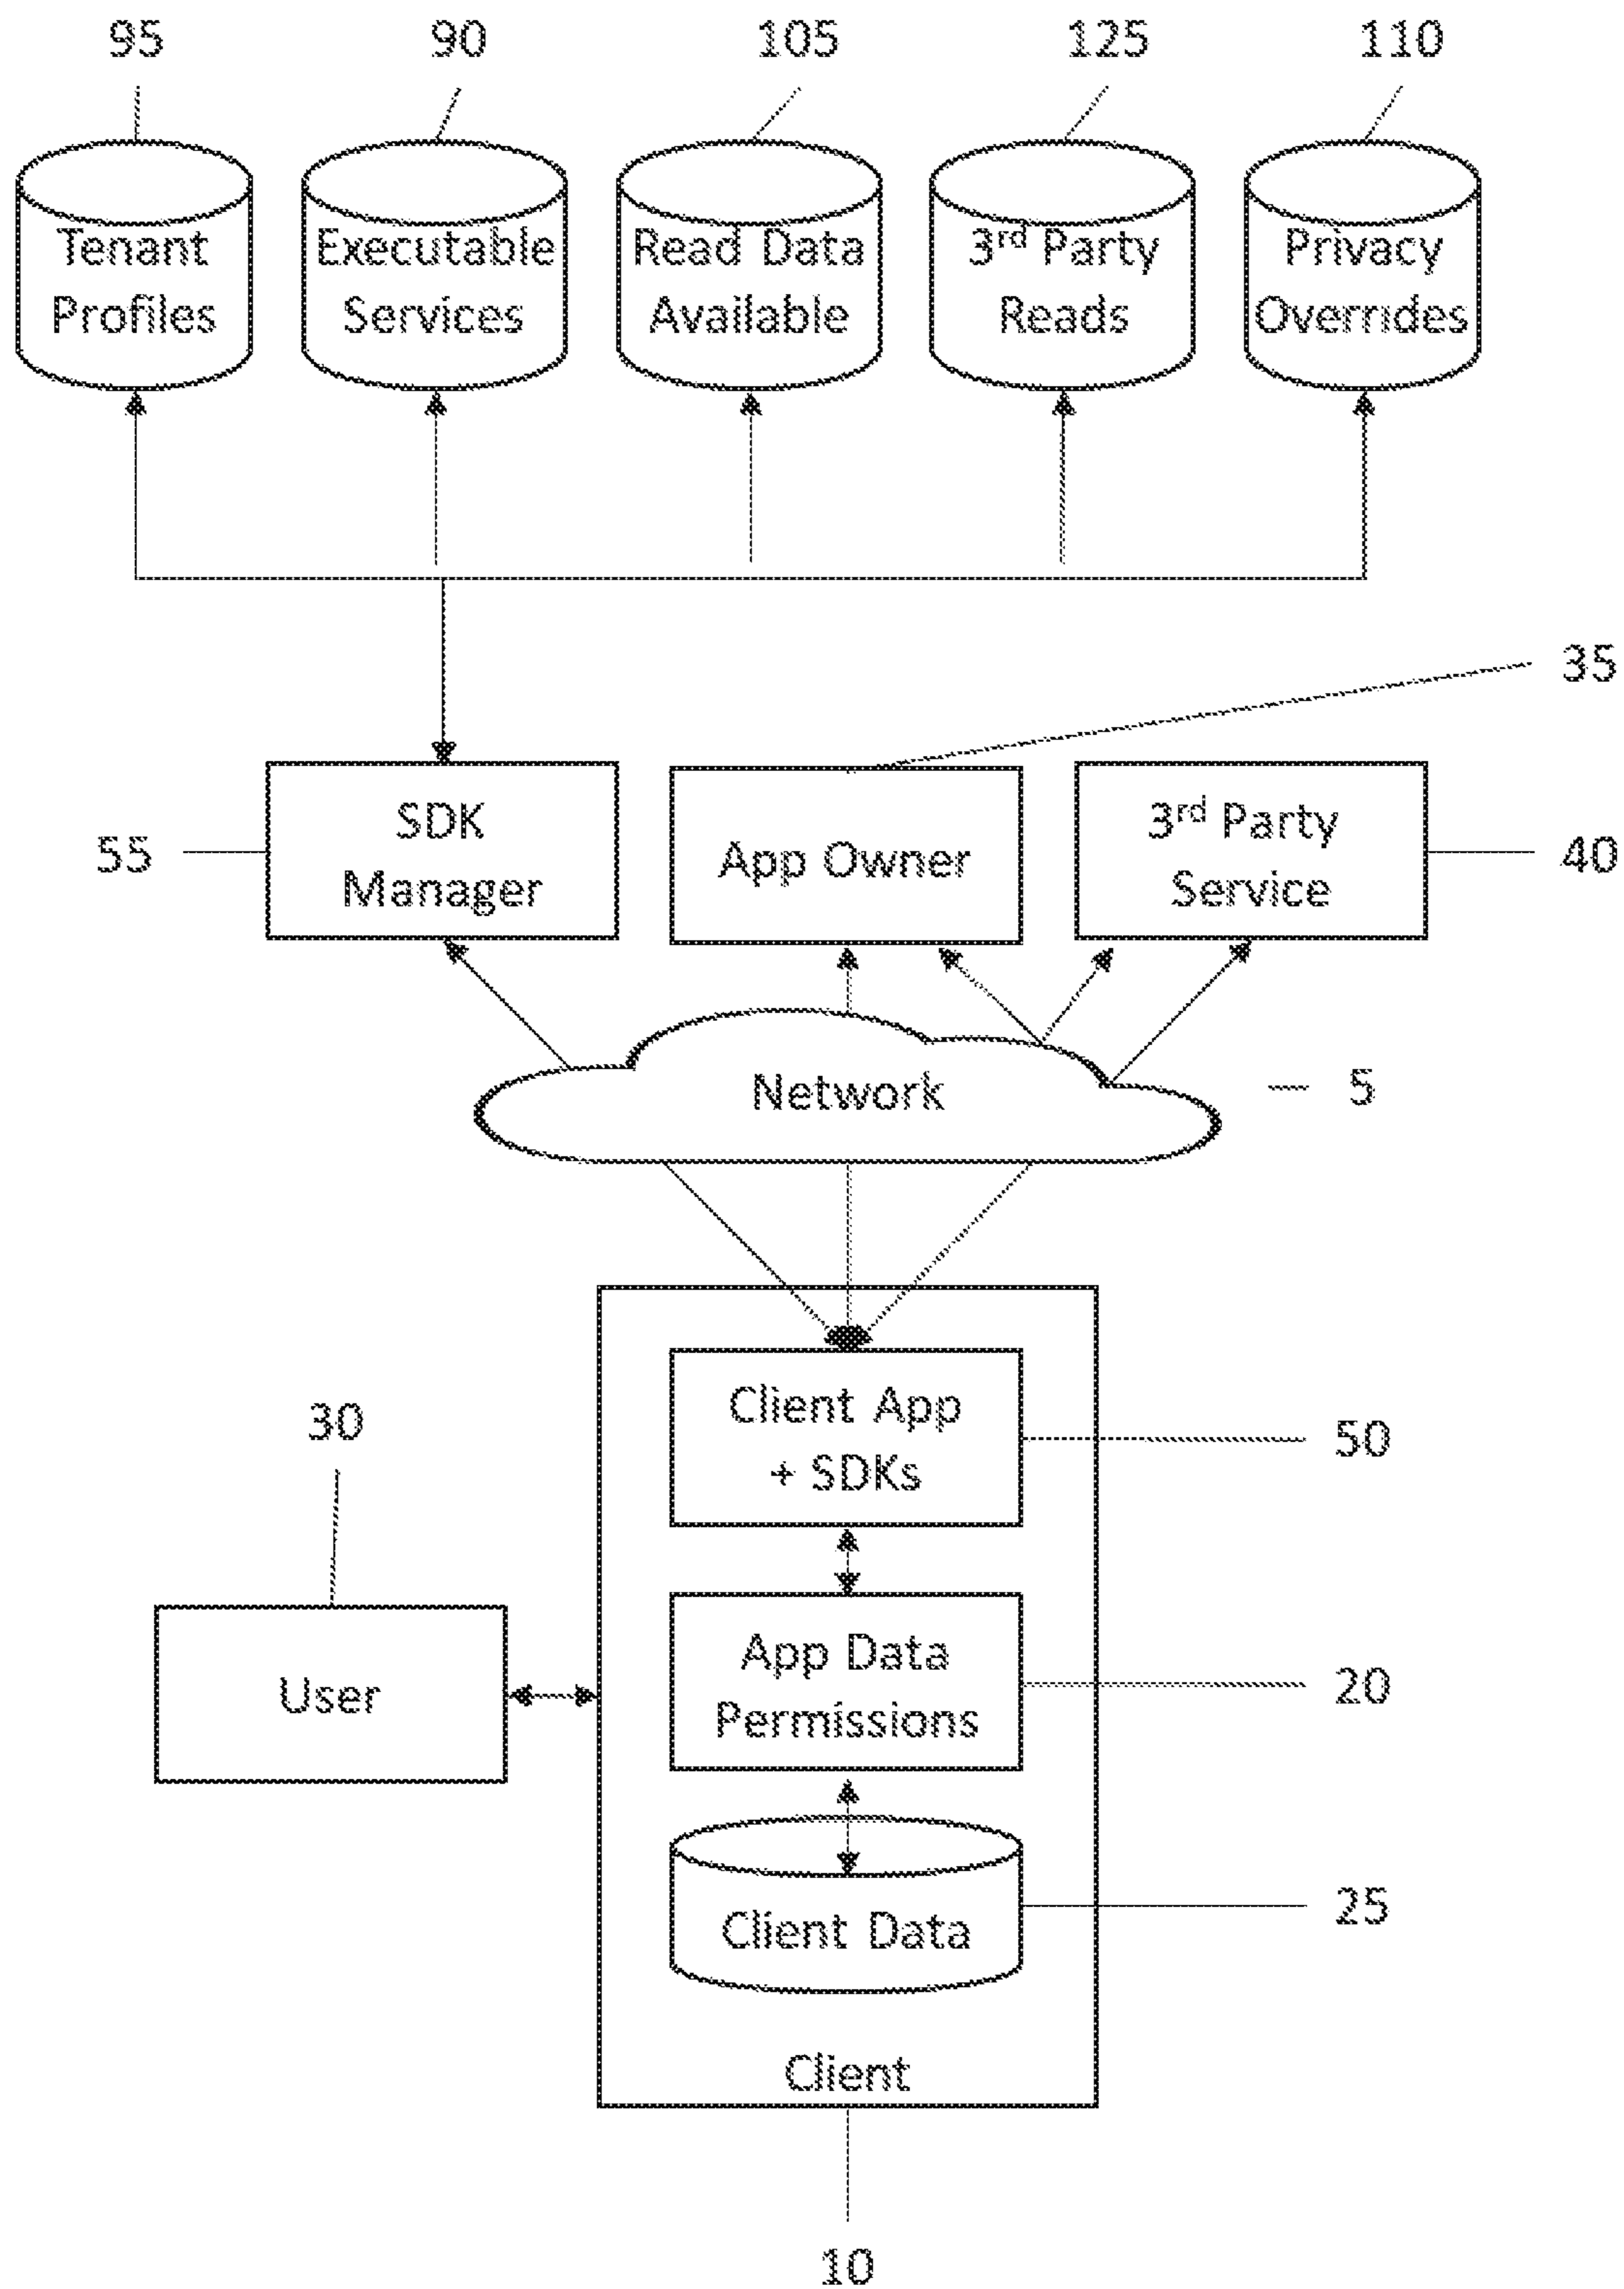 95 90 105 125 110
Tenant Profiles
Executable Services
Read Data Available
3rd Party Reads
Privacy Overrides
35
SDK
Manager
55
App Owner
3rd Party
Service
40
Network
5
Client App
+ SDKs
50
30
User
App Data
Permissions
20
Client Data
25
Client
10